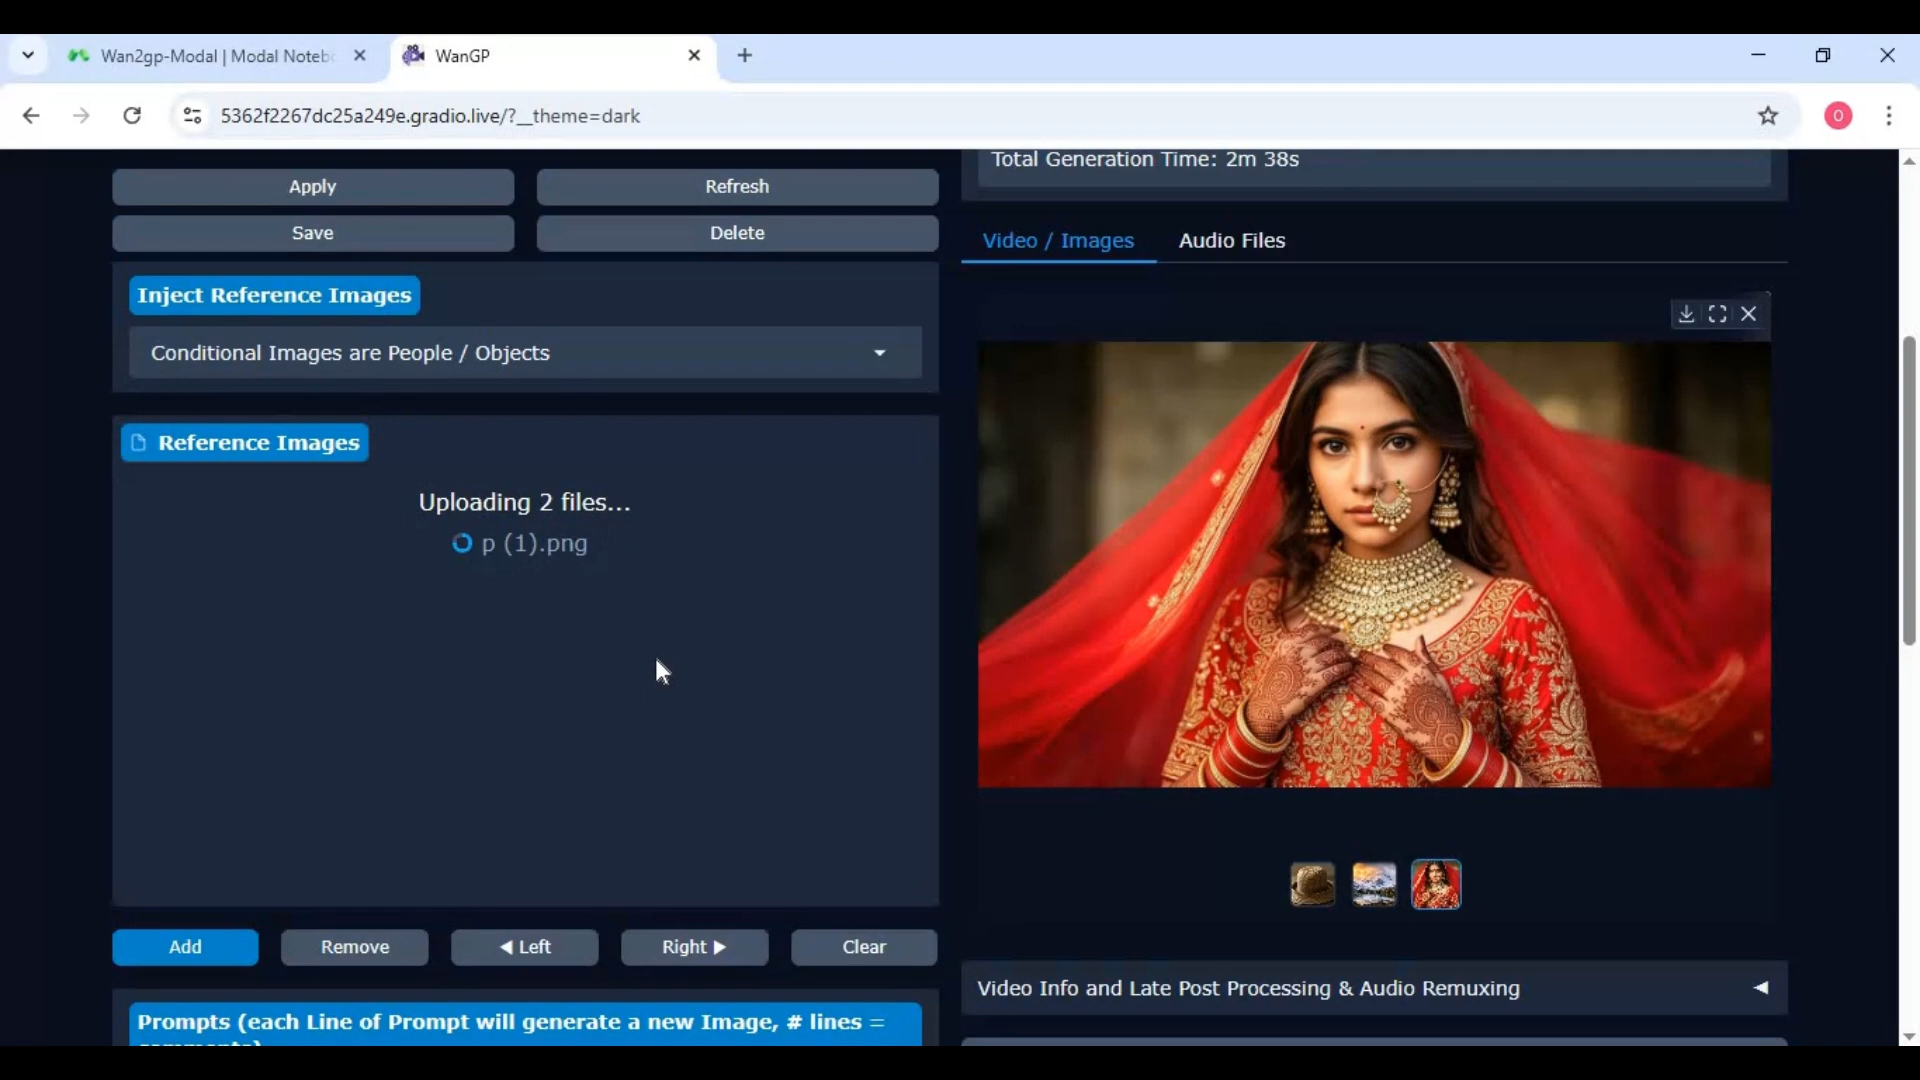 Wan2gp-Modal | Modal Noteb
WanGP
5362f2267dc25a249e.gradio.live/?__theme=dark
O
Apply
Refresh
Save
Delete
Total Generation Time: 2m 38s
Video / Images
Audio Files
Inject Reference Images
Conditional Images are People / Objects
Reference Images
Uploading 2 files...
p (1).png
Add
Remove
◀ Left
Right ▶
Clear
Video Info and Late Post Processing & Audio Remuxing
Prompts (each Line of Prompt will generate a new Image, # lines =